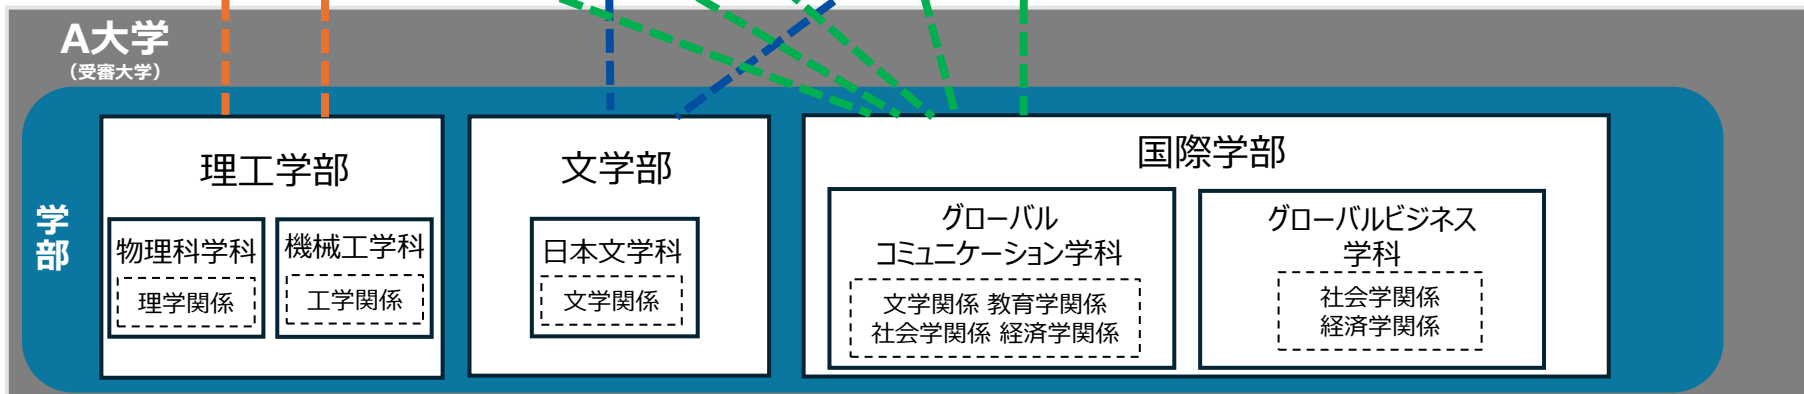 A大学
（受審大学）
学部
理工学部
物理科学科
理学関係
機械工学科
工学関係
文学部
日本文学科
文学関係
国際学部
グローバル
コミュニケーション学科
文学関係 教育学関係
社会学関係 経済学関係
グローバルビジネス
学科
社会学関係
経済学関係